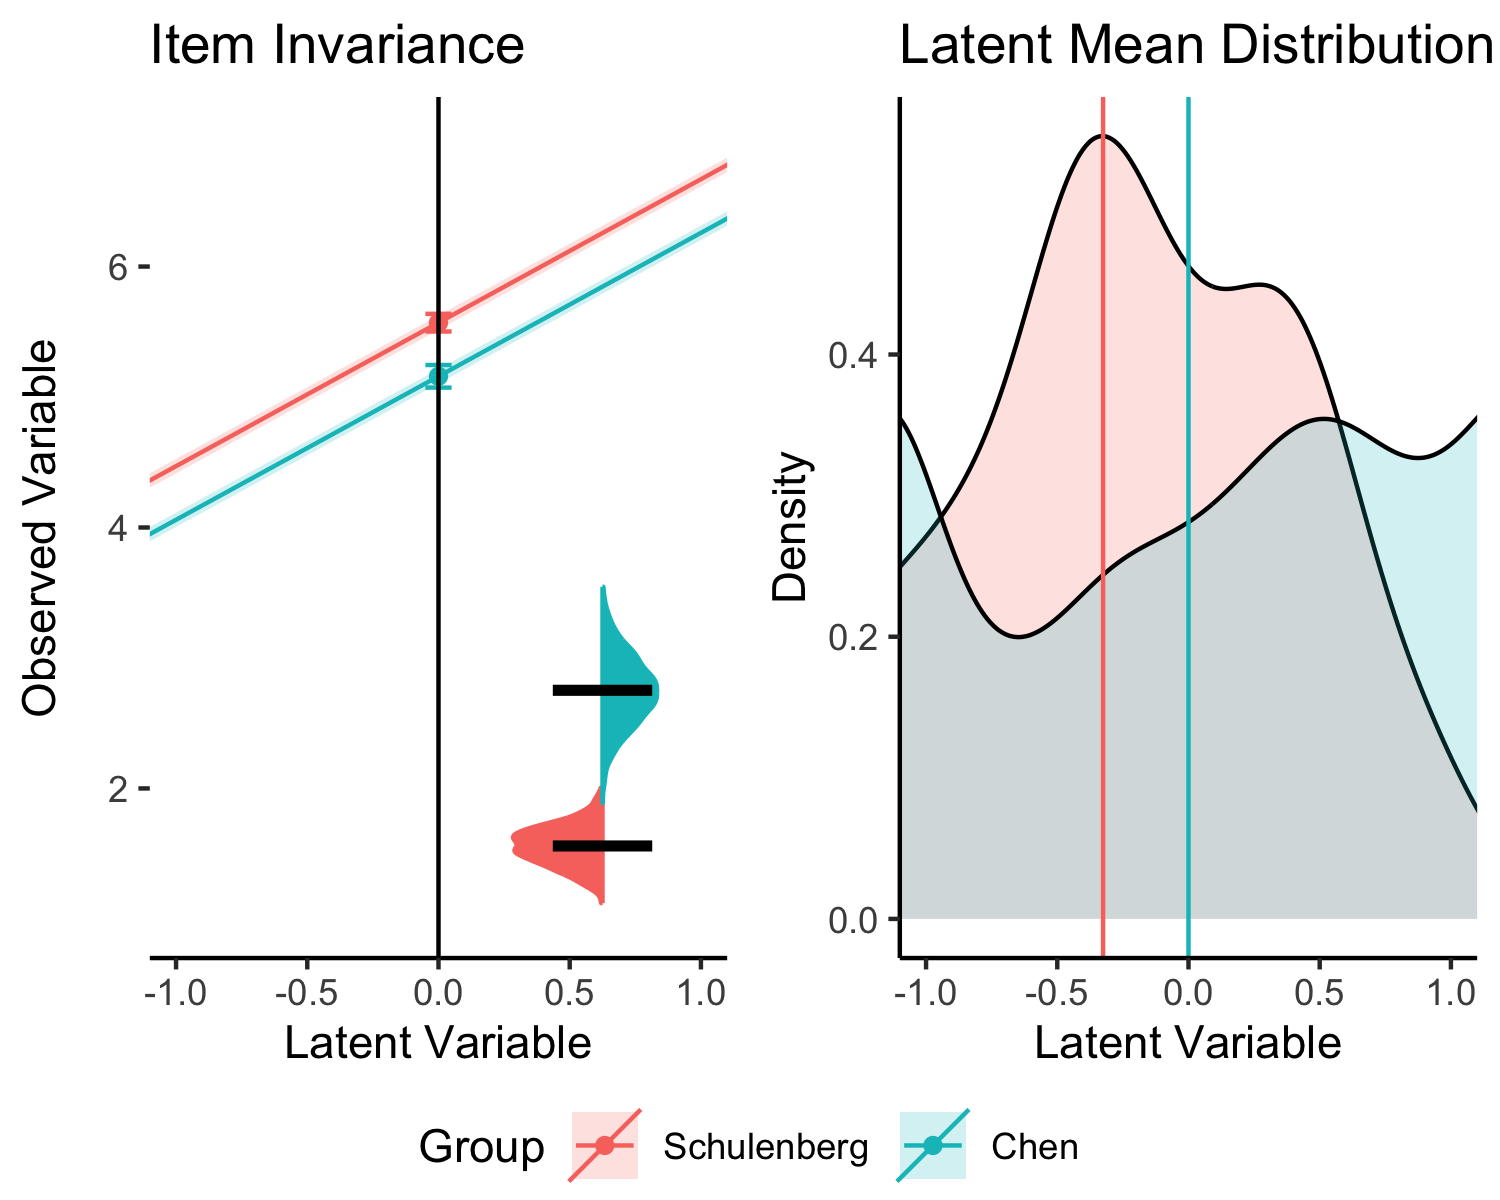 Item Invariance
Observed Variable
6
4
2
-1.0 -0.5 0.0 0.5 1.0
Latent Variable
Latent Mean Distribution
Density
0.4
0.2
0.0
-1.0 -0.5 0.0 0.5 1.0
Latent Variable
Group Schulenberg Chen